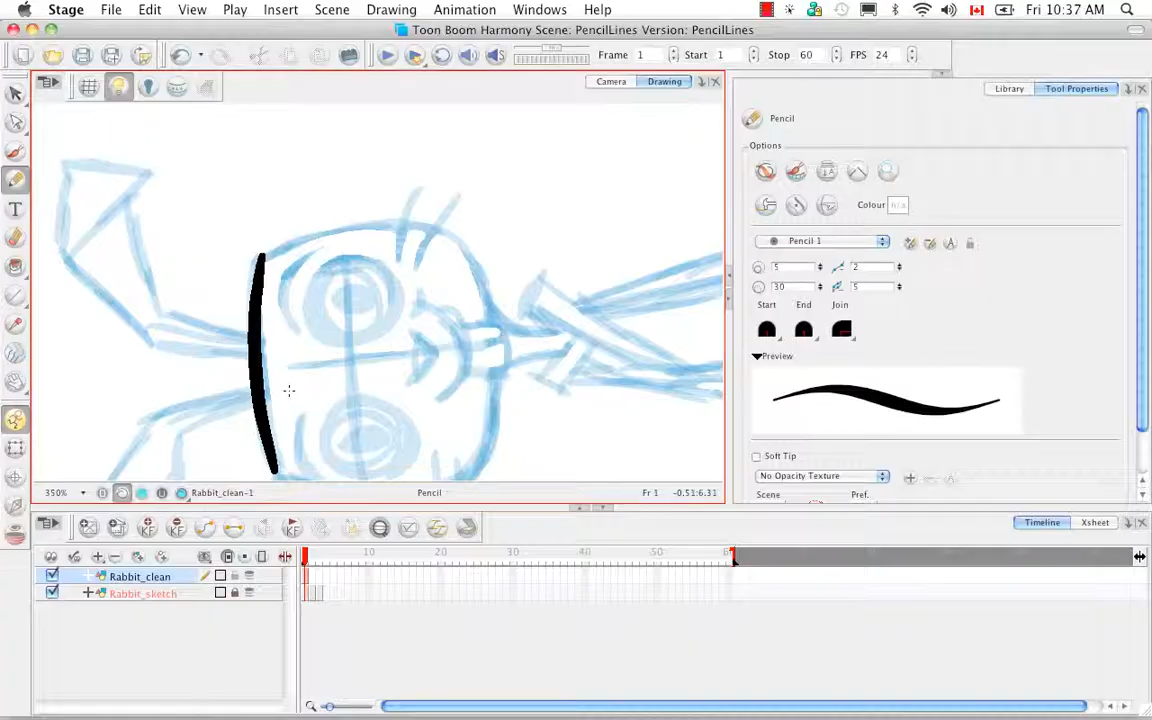 Stage File Edit View Play Insert Scene Drawing Animation Windows Help Fri 10:37 AM
Toon Boom Harmony Scene: PencilLines Version: PencilLines
Frame 1 Start 1 Stop 60 FPS 24
Camera Drawing
Library Tool Properties
Pencil
Options
Colour n/a
Pencil 1
5 2
30 5
Start End Join
Preview
Soft Tip
No Opacity Texture
Scene Pref.
350% Rabbit_clean-1 Pencil Fr 1 -0.51:6.31
Timeline Xsheet
10 20 30 40 50
Rabbit_clean
Rabbit_sketch